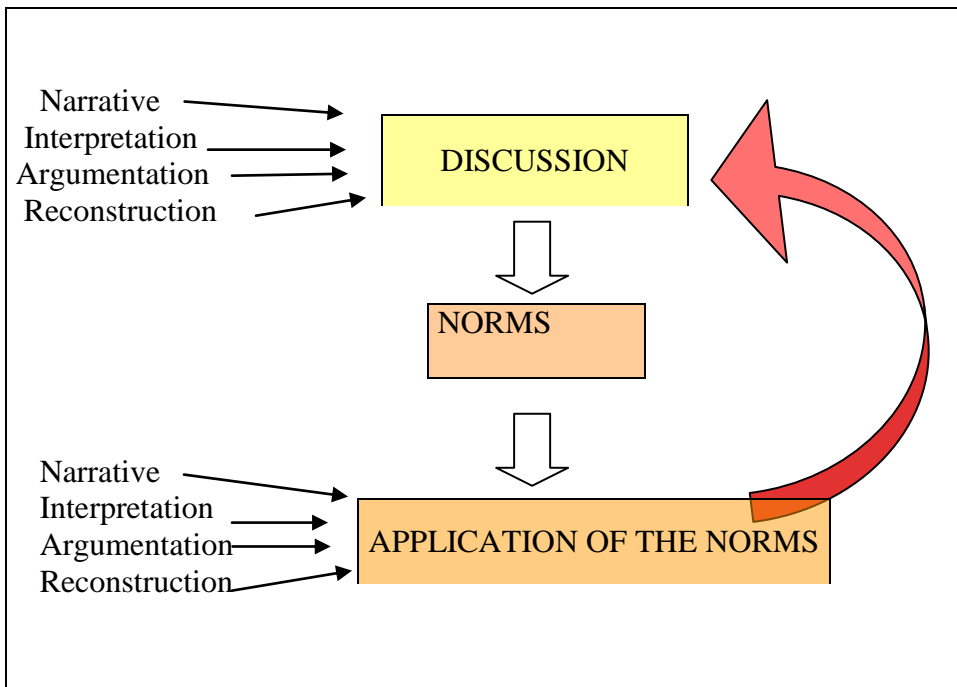 Narrative
Interpretation
Argumentation
Reconstruction
DISCUSSION
NORMS
Narrative
Interpretation
Argumentation
Reconstruction
APPLICATION OF THE NORMS